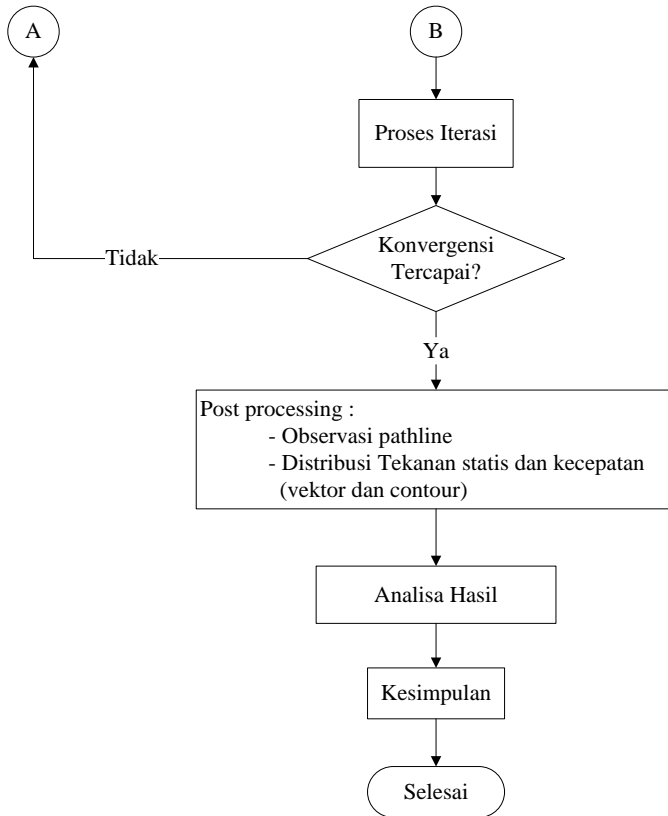 A
B
Proses Iterasi
Konvergensi
Tercapai?
Tidak
Ya
Post processing :
- Observasi pathline
- Distribusi Tekanan statis dan kecepatan
(vektor dan contour)
Analisa Hasil
Kesimpulan
Selesai